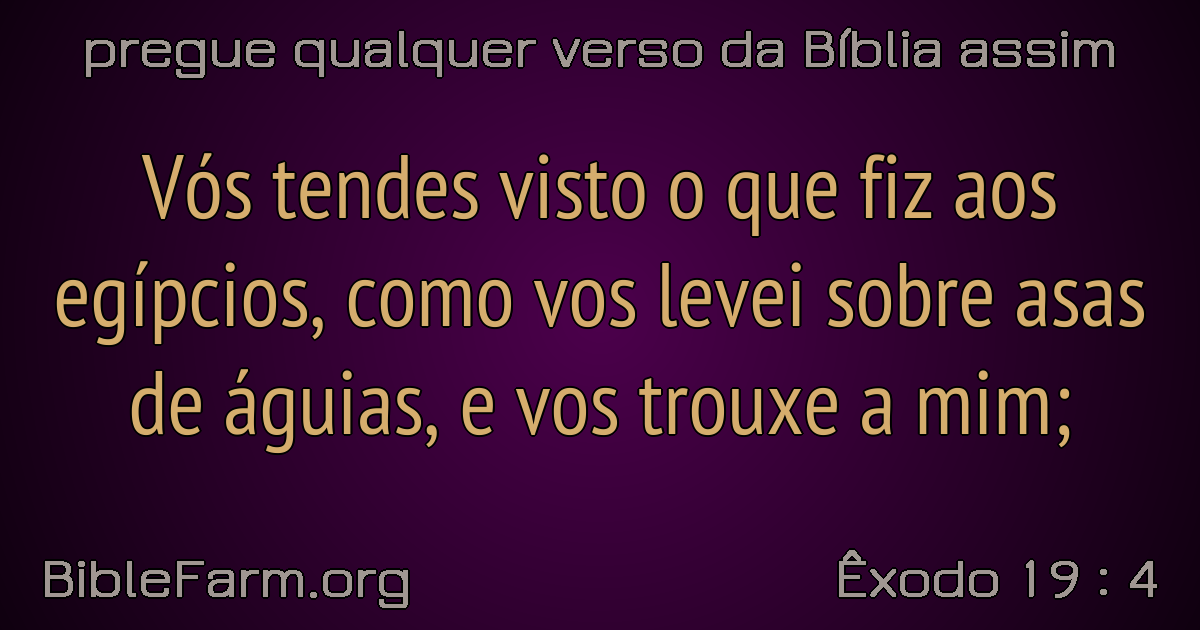 pregue qualquer verso da Bíblia assim
Vós tendes visto o que fiz aos
egípcios, como vos levei sobre asas
de águias, e vos trouxe a mim;
BibleFarm.org
Êxodo 19 : 4